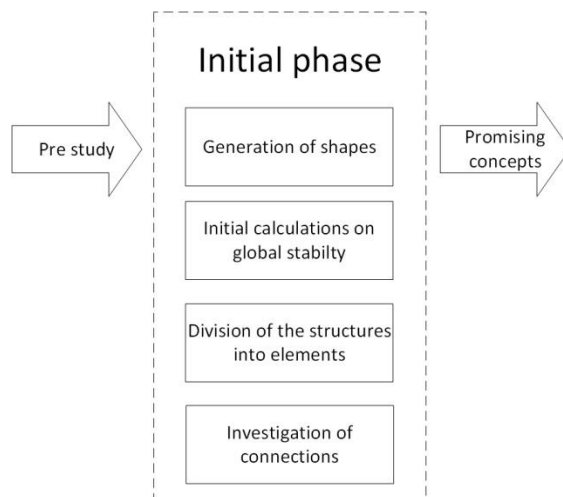 Initial phase
Pre study
Generation of shapes
Promising
concepts
Initial calculations on
global stabilty
Division of the structures
into elements
Investigation of
connections